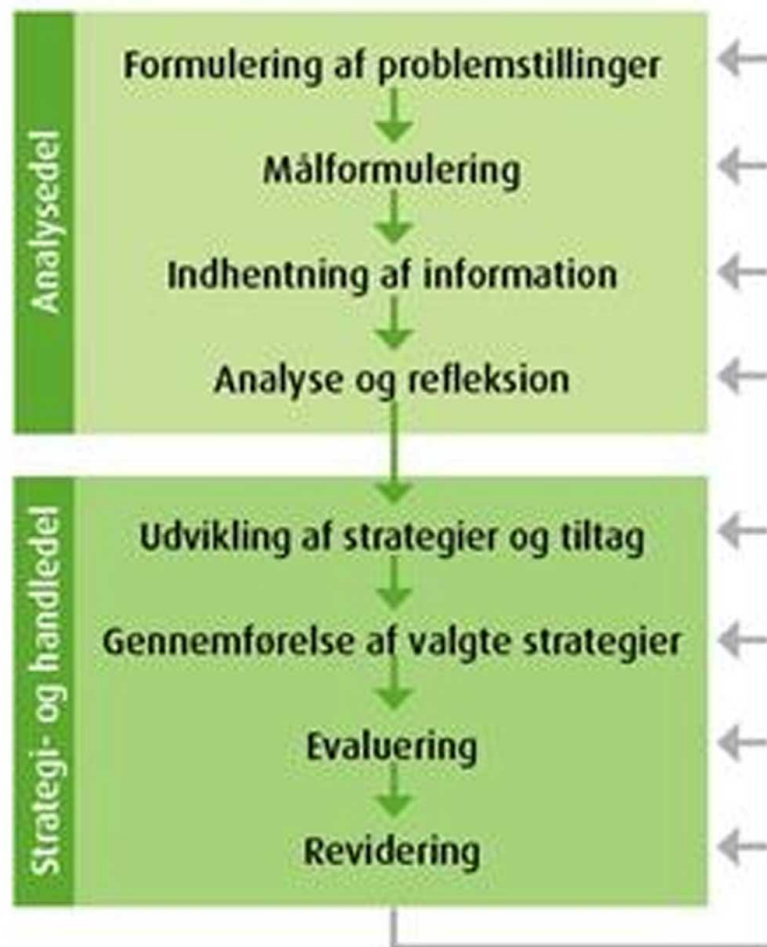 Analysedel
Formulering af problemstillinger
Målformulering
Indhentning af information
Analyse og refleksion
Strategi- og handledel
Udvikling af strategier og tiltag
Gennemførelse af valgte strategier
Evaluering
Revidering